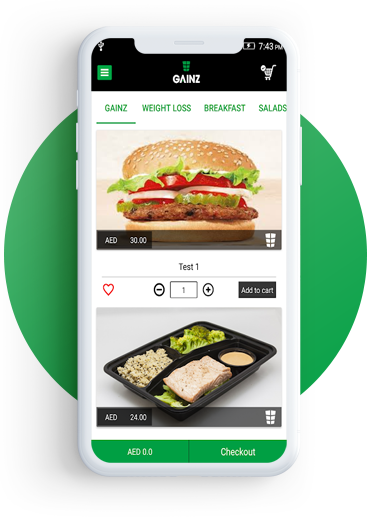 7:43 PM
GAINZ
GAINZ WEIGHT LOSS BREAKFAST SALADS
AED 30.00
Test 1
1 Add to cart
AED 24.00
AED 0.0 Checkout